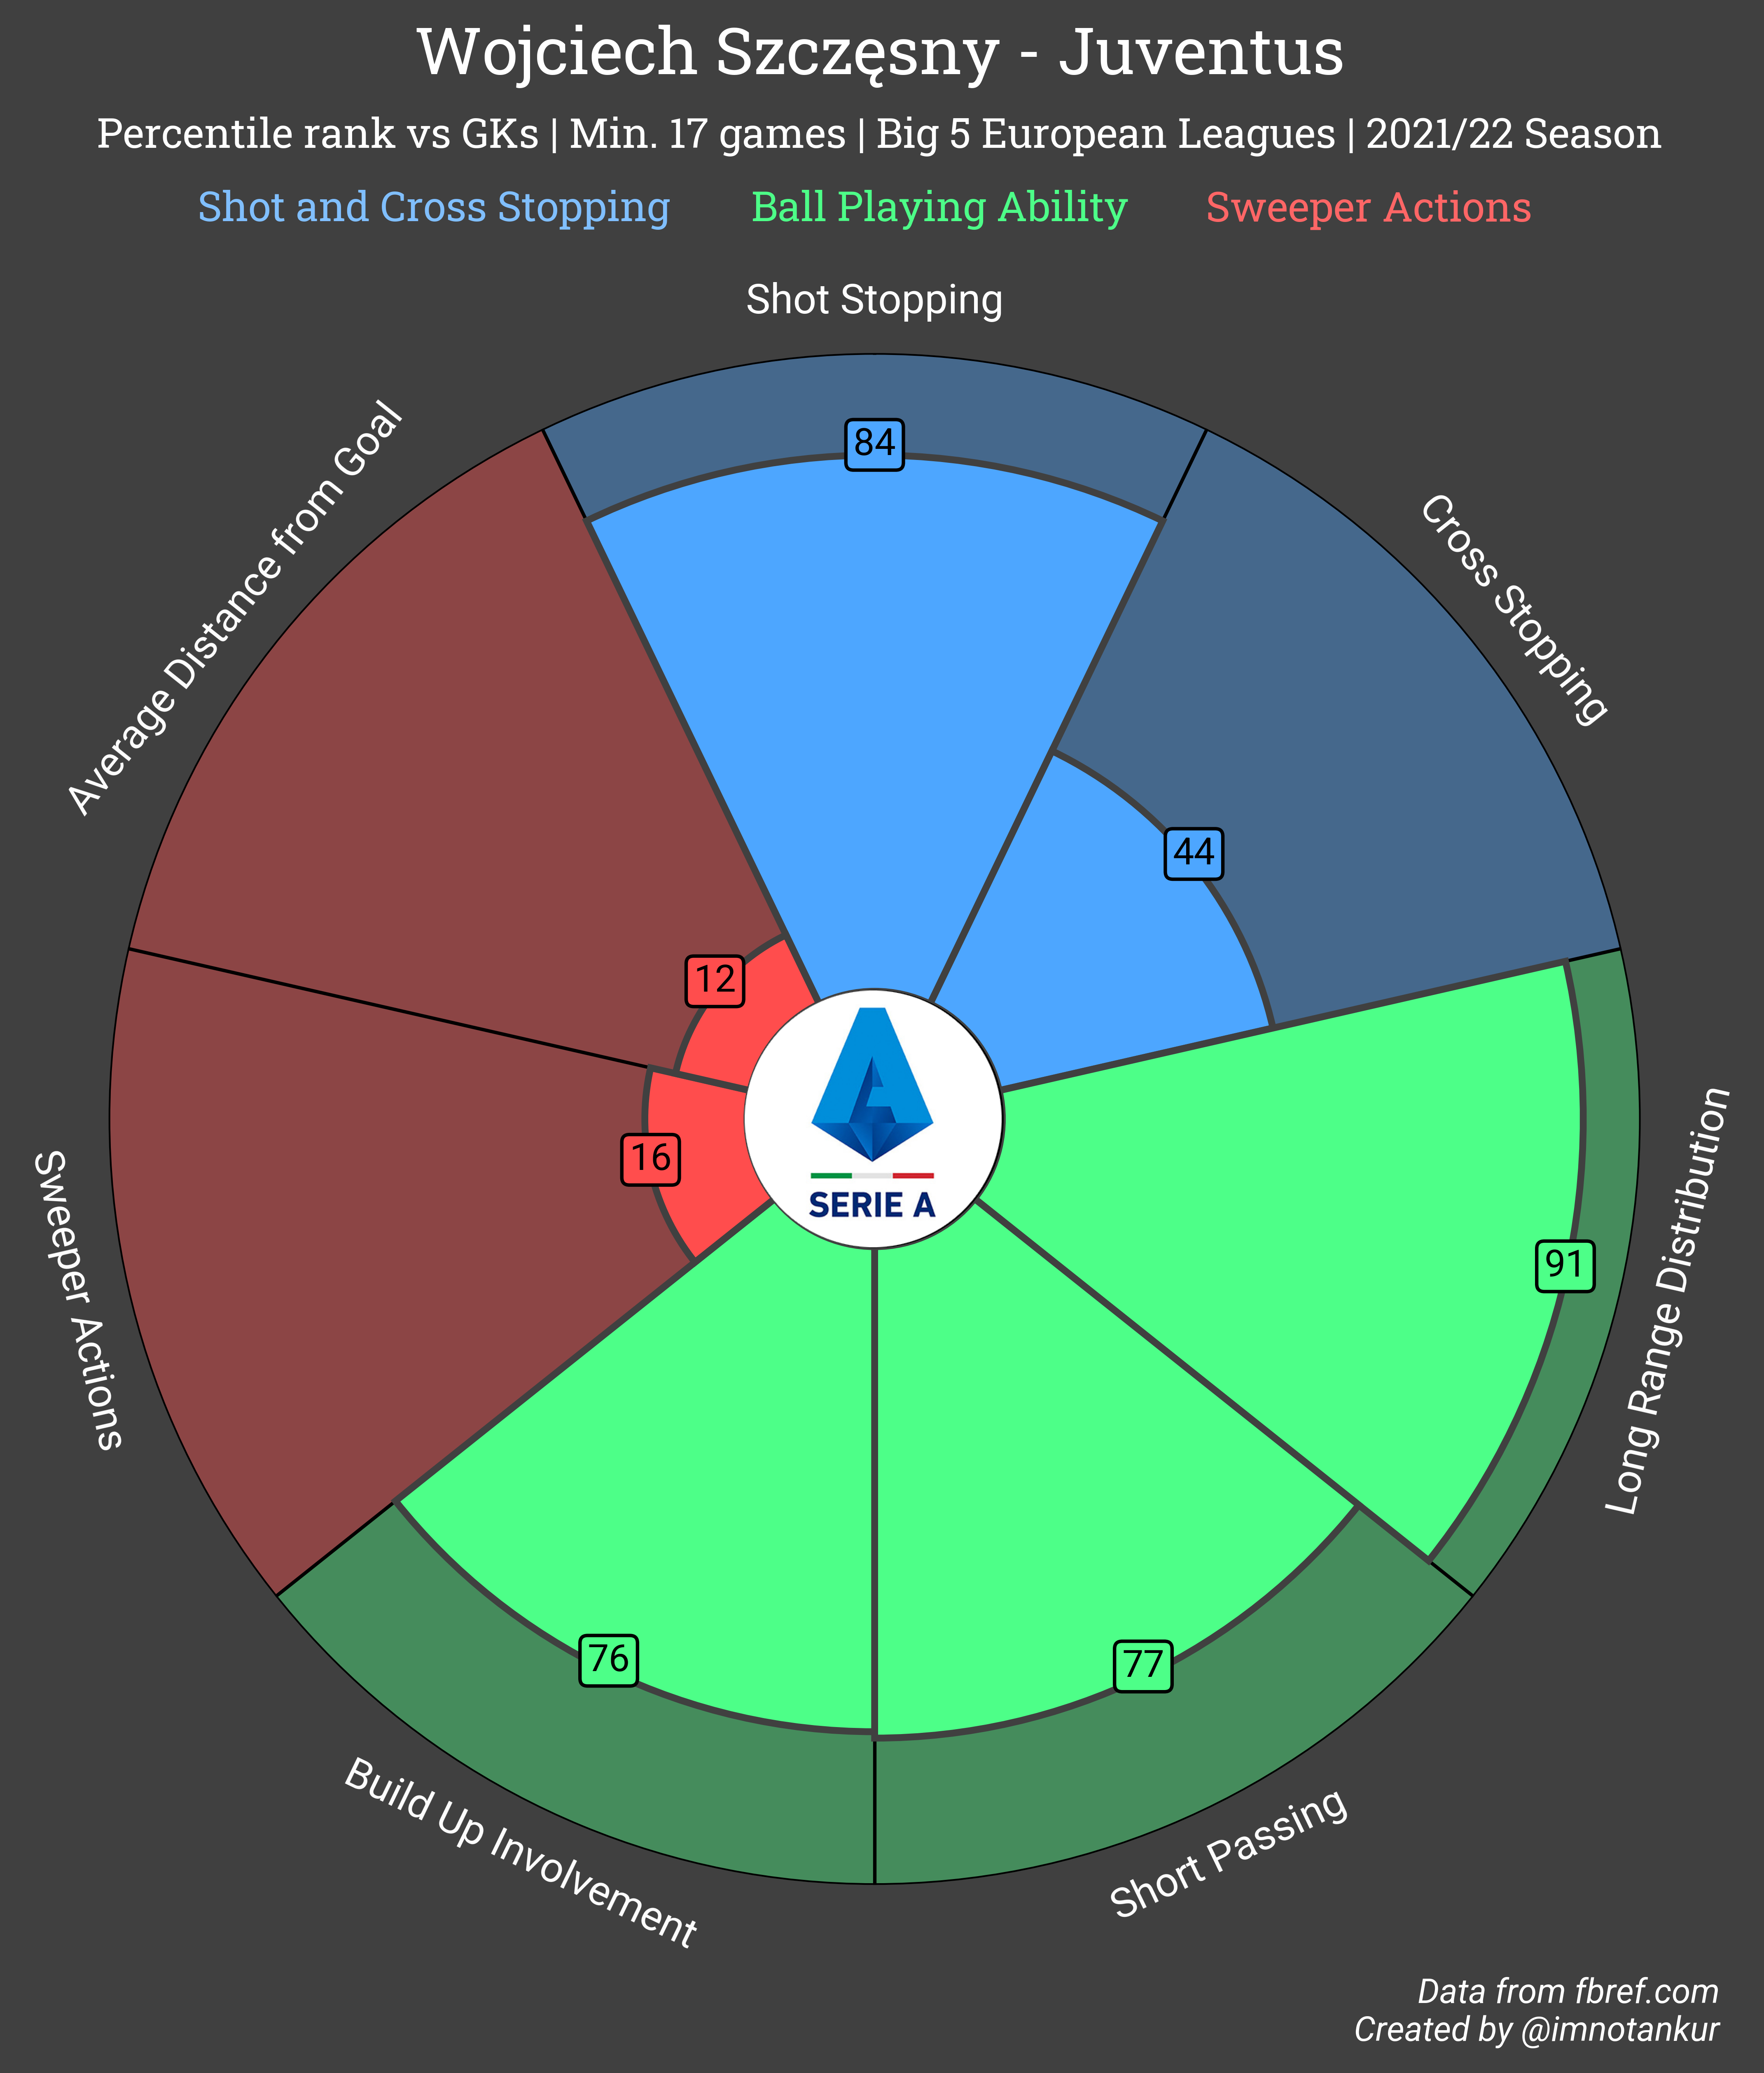 Wojciech Szczęsny - Juventus
Percentile rank vs GKs | Min. 17 games | Big 5 European Leagues | 2021/22 Season
Shot and Cross Stopping Ball Playing Ability Sweeper Actions
Shot Stopping
84
Cross Stopping
44
Average Distance from Goal
12
Long Range Distribution
91
Sweeper Actions
16
SERIE A
Build Up Involvement
76
Short Passing
77
Data from fbref.com
Created by @imnotankur